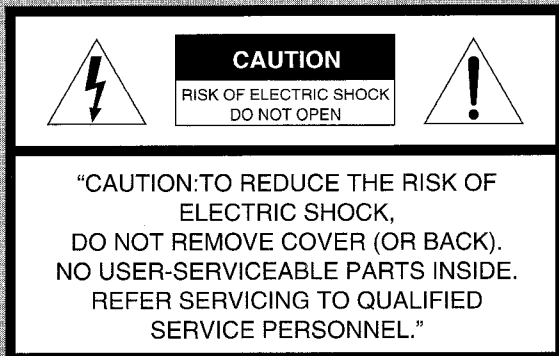 CAUTION
RISK OF ELECTRIC SHOCK
DO NOT OPEN
“CAUTION:TO REDUCE THE RISK OF
ELECTRIC SHOCK,
DO NOT REMOVE COVER (OR BACK).
NO USER-SERVICEABLE PARTS INSIDE.
REFER SERVICING TO QUALIFIED
SERVICE PERSONNEL.”